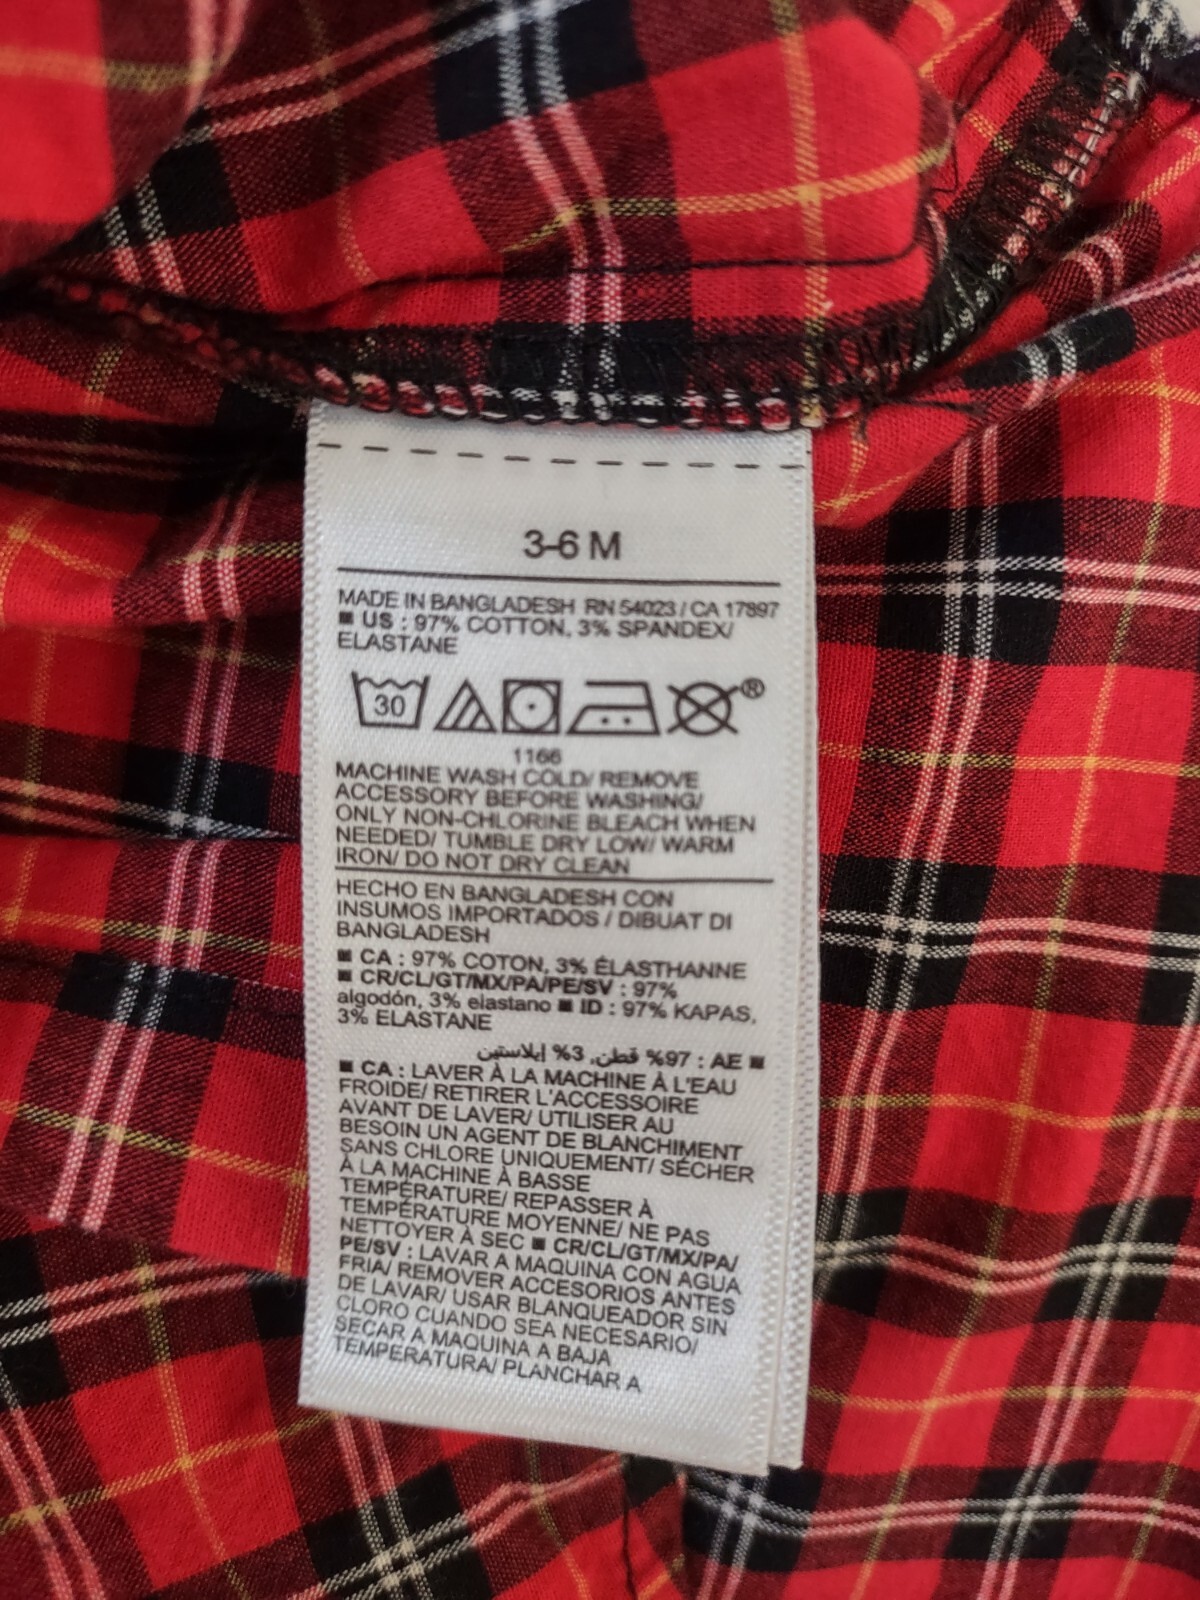 3-6 M
MADE IN BANGLADESH RN 54023 / CA 17897
■ US : 97% COTTON, 3% SPANDEX/
ELASTANE
30
®
1166
MACHINE WASH COLD/ REMOVE
ACCESSORY BEFORE WASHING/
ONLY NON-CHLORINE BLEACH WHEN
NEEDED/ TUMBLE DRY LOW/ WARM
IRON/ DO NOT DRY CLEAN
HECHO EN BANGLADESH CON
INSUMOS IMPORTADOS / DIBUAT DI
BANGLADESH
■ CA : 97% COTON, 3% ÉLASTHANNE
■ CR/CL/GT/MX/PA/PE/SV : 97%
algodón, 3% elastano ■ ID : 97% KAPAS,
3% ELASTANE
■ AE : 97% قطن, 3% إيلاستين
■ CA : LAVER À LA MACHINE À L'EAU
FROIDE/ RETIRER L'ACCESSOIRE
AVANT DE LAVER/ UTILISER AU
BESOIN UN AGENT DE BLANCHIMENT
SANS CHLORE UNIQUEMENT/ SÉCHER
À LA MACHINE À BASSE
TEMPÉRATURE/ REPASSER À
TEMPÉRATURE MOYENNE/ NE PAS
NETTOYER À SEC ■ CR/CL/GT/MX/PA/
PE/SV : LAVAR A MAQUINA CON AGUA
FRIA/ REMOVER ACCESORIOS ANTES
DE LAVAR/ USAR BLANQUEADOR SIN
CLORO CUANDO SEA NECESARIO/
SECAR A MAQUINA A BAJA
TEMPERATURA/ PLANCHAR A